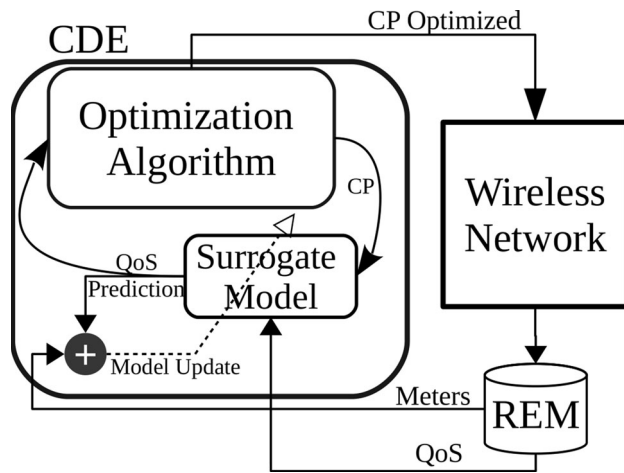 CP Optimized
CDE
Optimization
Algorithm
CP
Wireless
Network
QoS
Prediction
Surrogate
Model
+
Model Update
Meters
REM
QoS